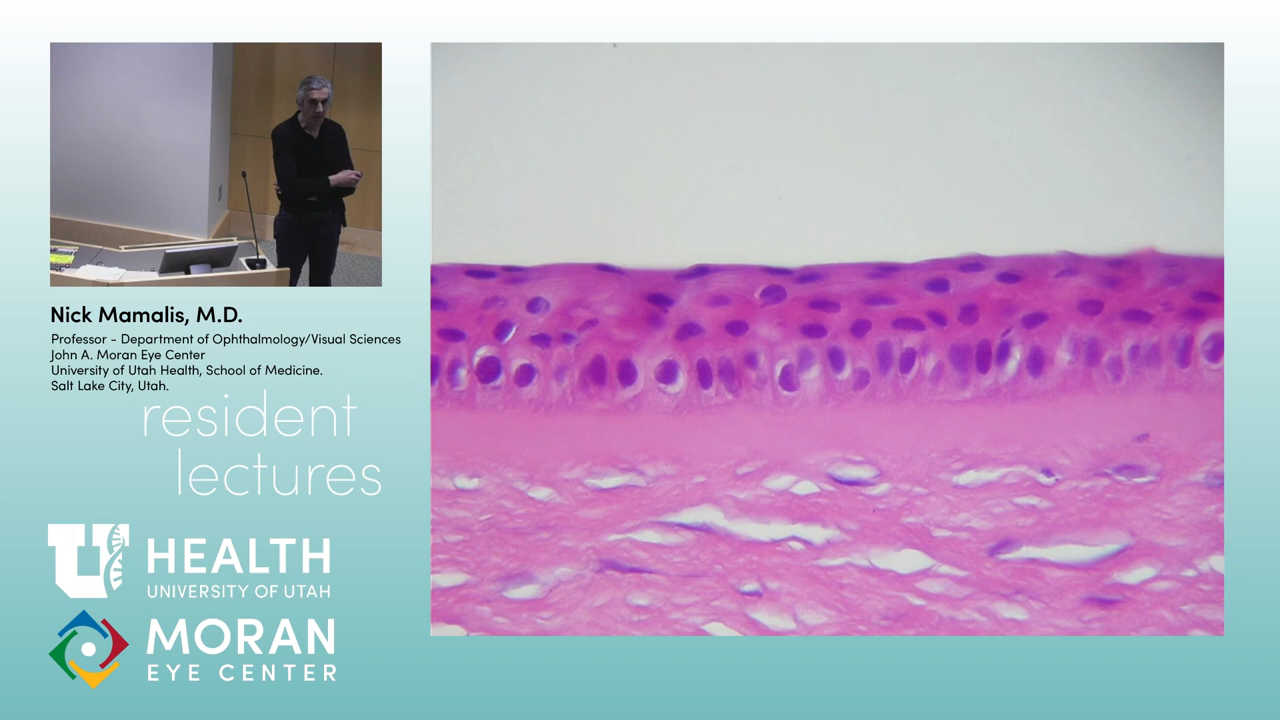 Nick Mamalis, M.D.
Professor - Department of Ophthalmology/Visual Sciences
John A. Moran Eye Center
University of Utah Health, School of Medicine.
Salt Lake City, Utah.
resident
lectures
U
HEALTH
UNIVERSITY OF UTAH
MORAN
EYE CENTER